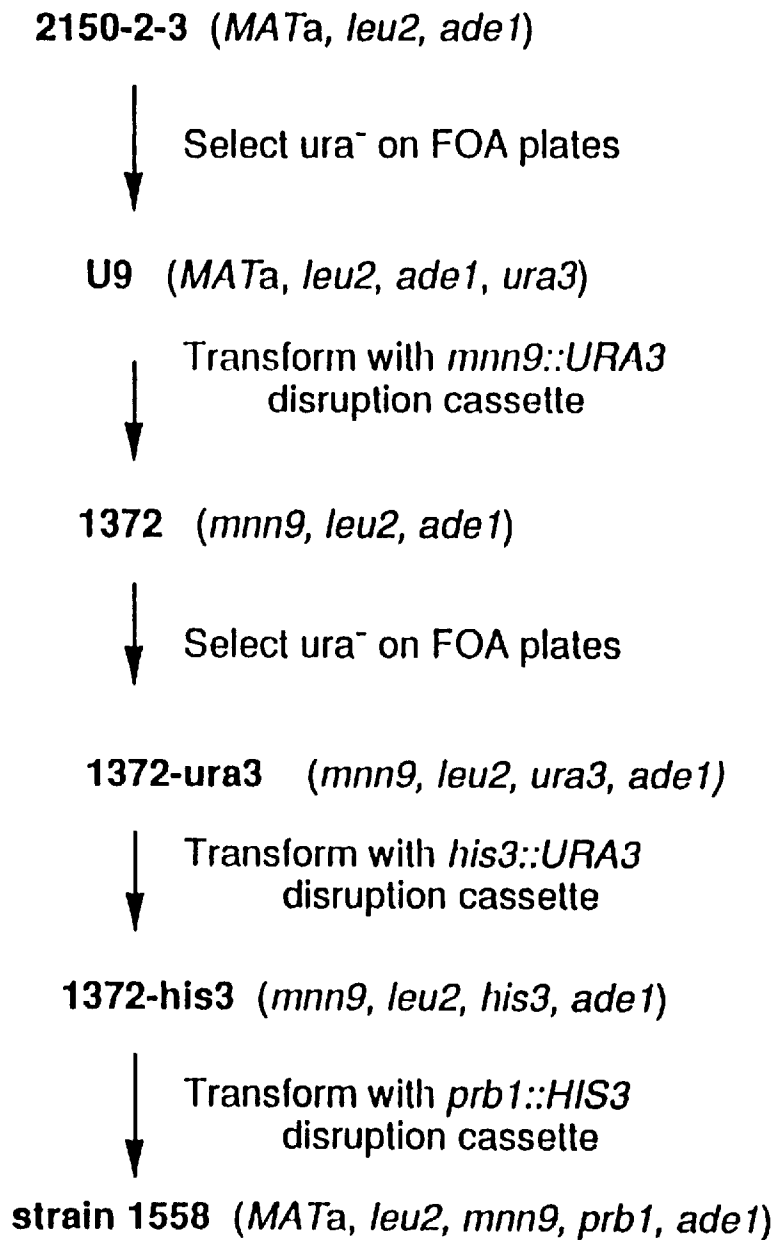 2150-2-3 (MATa, leu2, ade1)
Select ura⁻ on FOA plates
U9 (MATa, leu2, ade1, ura3)
Transform with mnn9::URA3
disruption cassette
1372 (mnn9, leu2, ade1)
Select ura⁻ on FOA plates
1372-ura3 (mnn9, leu2, ura3, ade1)
Transform with his3::URA3
disruption cassette
1372-his3 (mnn9, leu2, his3, ade1)
Transform with prb1::HIS3
disruption cassette
strain 1558 (MATa, leu2, mnn9, prb1, ade1)